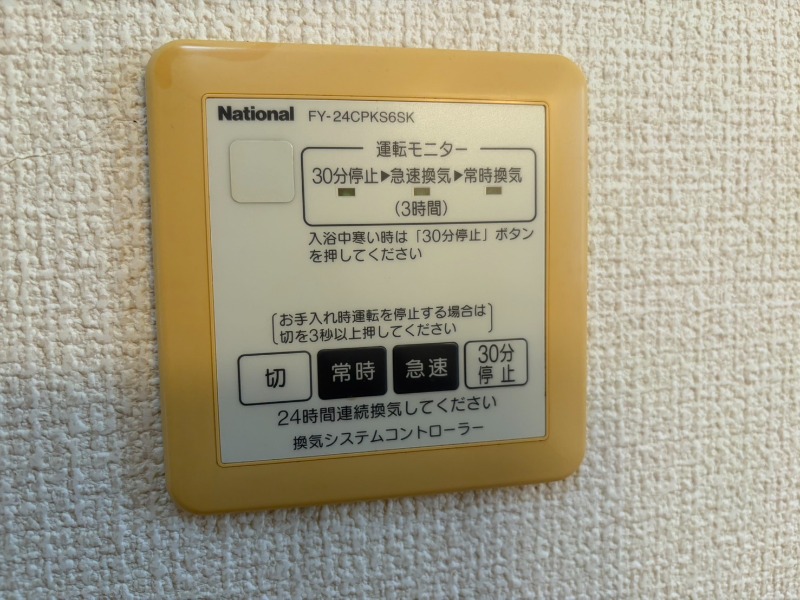 National FY-24CPKS6SK
運転モニター
30分停止▶急速換気▶常時換気
(3時間)
入浴中寒い時は「30分停止」ボタン
を押してください
お手入れ時運転を停止する場合は
切を3秒以上押してください
切 常時 急速 30分
停止
24時間連続換気してください
換気システムコントローラー